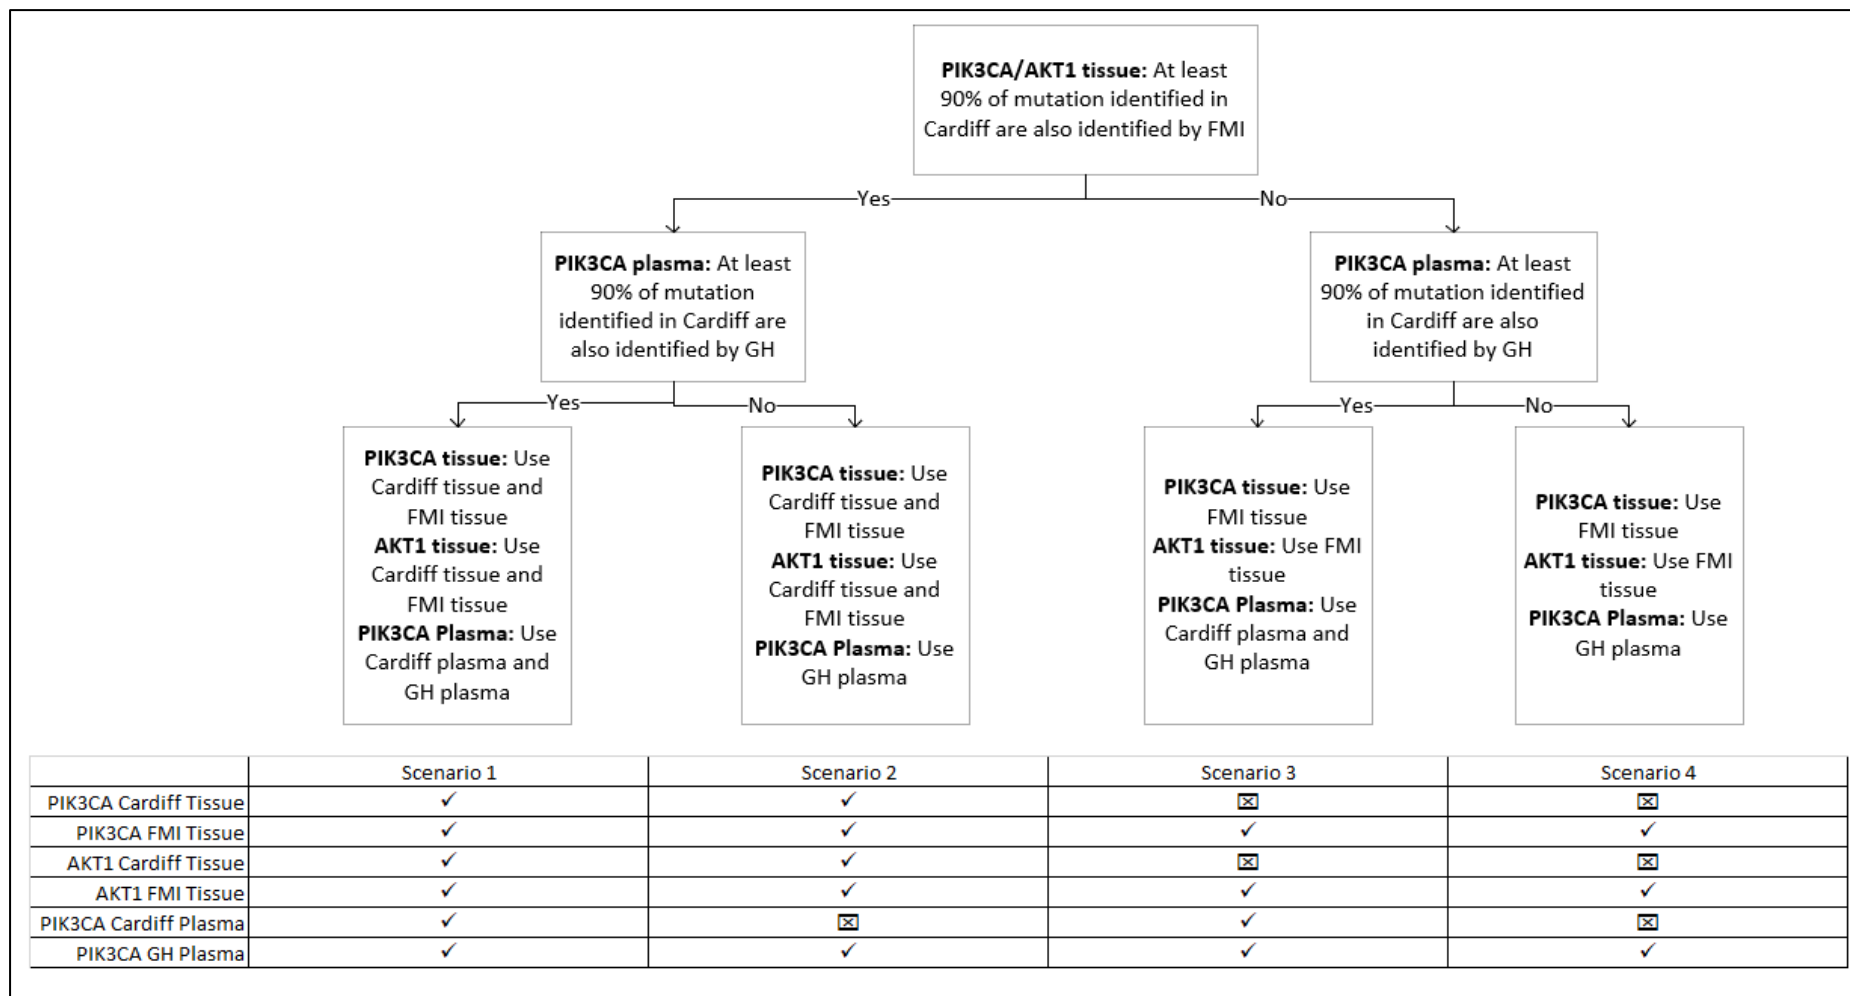 PIK3CA/AKT1 tissue: At least
90% of mutation identified in
Cardiff are also identified by FMI
Yes
No
PIK3CA plasma: At least
90% of mutation
identified in Cardiff are
also identified by GH
PIK3CA plasma: At least
90% of mutation identified
in Cardiff are also
identified by GH
Yes
No
Yes
No
PIK3CA tissue: Use
Cardiff tissue and
FMI tissue
AKT1 tissue: Use
Cardiff tissue and
FMI tissue
PIK3CA Plasma: Use
Cardiff plasma and
GH plasma
PIK3CA tissue: Use
Cardiff tissue and
FMI tissue
AKT1 tissue: Use
Cardiff tissue and
FMI tissue
PIK3CA Plasma: Use
GH plasma
PIK3CA tissue: Use
FMI tissue
AKT1 tissue: Use FMI
tissue
PIK3CA Plasma: Use
Cardiff plasma and
GH plasma
PIK3CA tissue: Use
FMI tissue
AKT1 tissue: Use FMI
tissue
PIK3CA Plasma: Use
GH plasma
Scenario 1 Scenario 2 Scenario 3 Scenario 4
PIK3CA Cardiff Tissue ✓ ✓ ☒ ☒
PIK3CA FMI Tissue ✓ ✓ ✓ ✓
AKT1 Cardiff Tissue ✓ ✓ ☒ ☒
AKT1 FMI Tissue ✓ ✓ ✓ ✓
PIK3CA Cardiff Plasma ✓ ☒ ✓ ☒
PIK3CA GH Plasma ✓ ✓ ✓ ✓